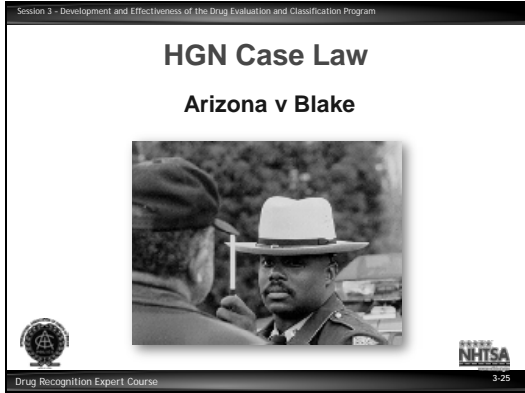 Session 3 – Development and Effectiveness of the Drug Evaluation and Classification Program
HGN Case Law
Arizona v Blake
NHTSA
Drug Recognition Expert Course
3-25